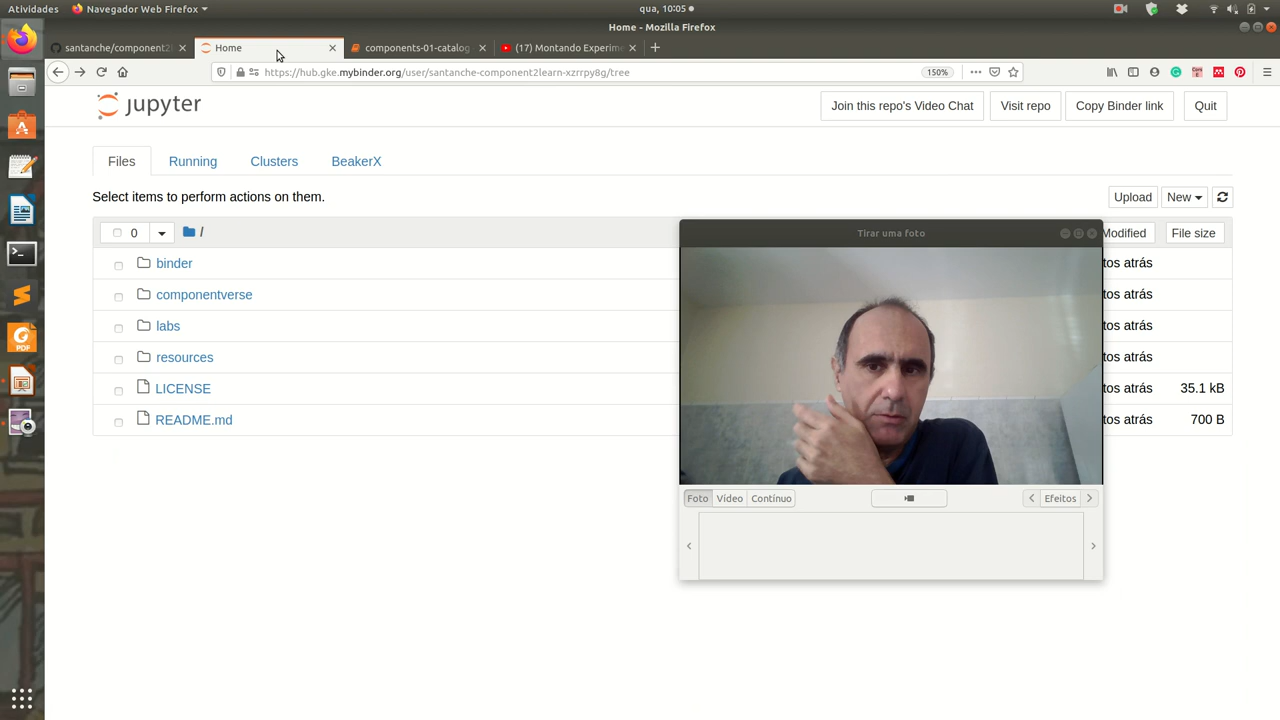 Atividades Navegador Web Firefox qua, 10:05
Home - Mozilla Firefox
santanche/component2l Home components-01-catalog (17) Montando Experime
https://hub.gke.mybinder.org/user/santanche-component2learn-xzrrpy8g/tree 150%
jupyter Join this repo's Video Chat Visit repo Copy Binder link Quit
Files Running Clusters BeakerX
Select items to perform actions on them. Upload New
0 / Modified File size
Tirar uma foto
binder tos atrás
componentverse tos atrás
labs tos atrás
resources tos atrás
LICENSE tos atrás 35.1 kB
README.md tos atrás 700 B
Foto Vídeo Contínuo Efeitos
PDF